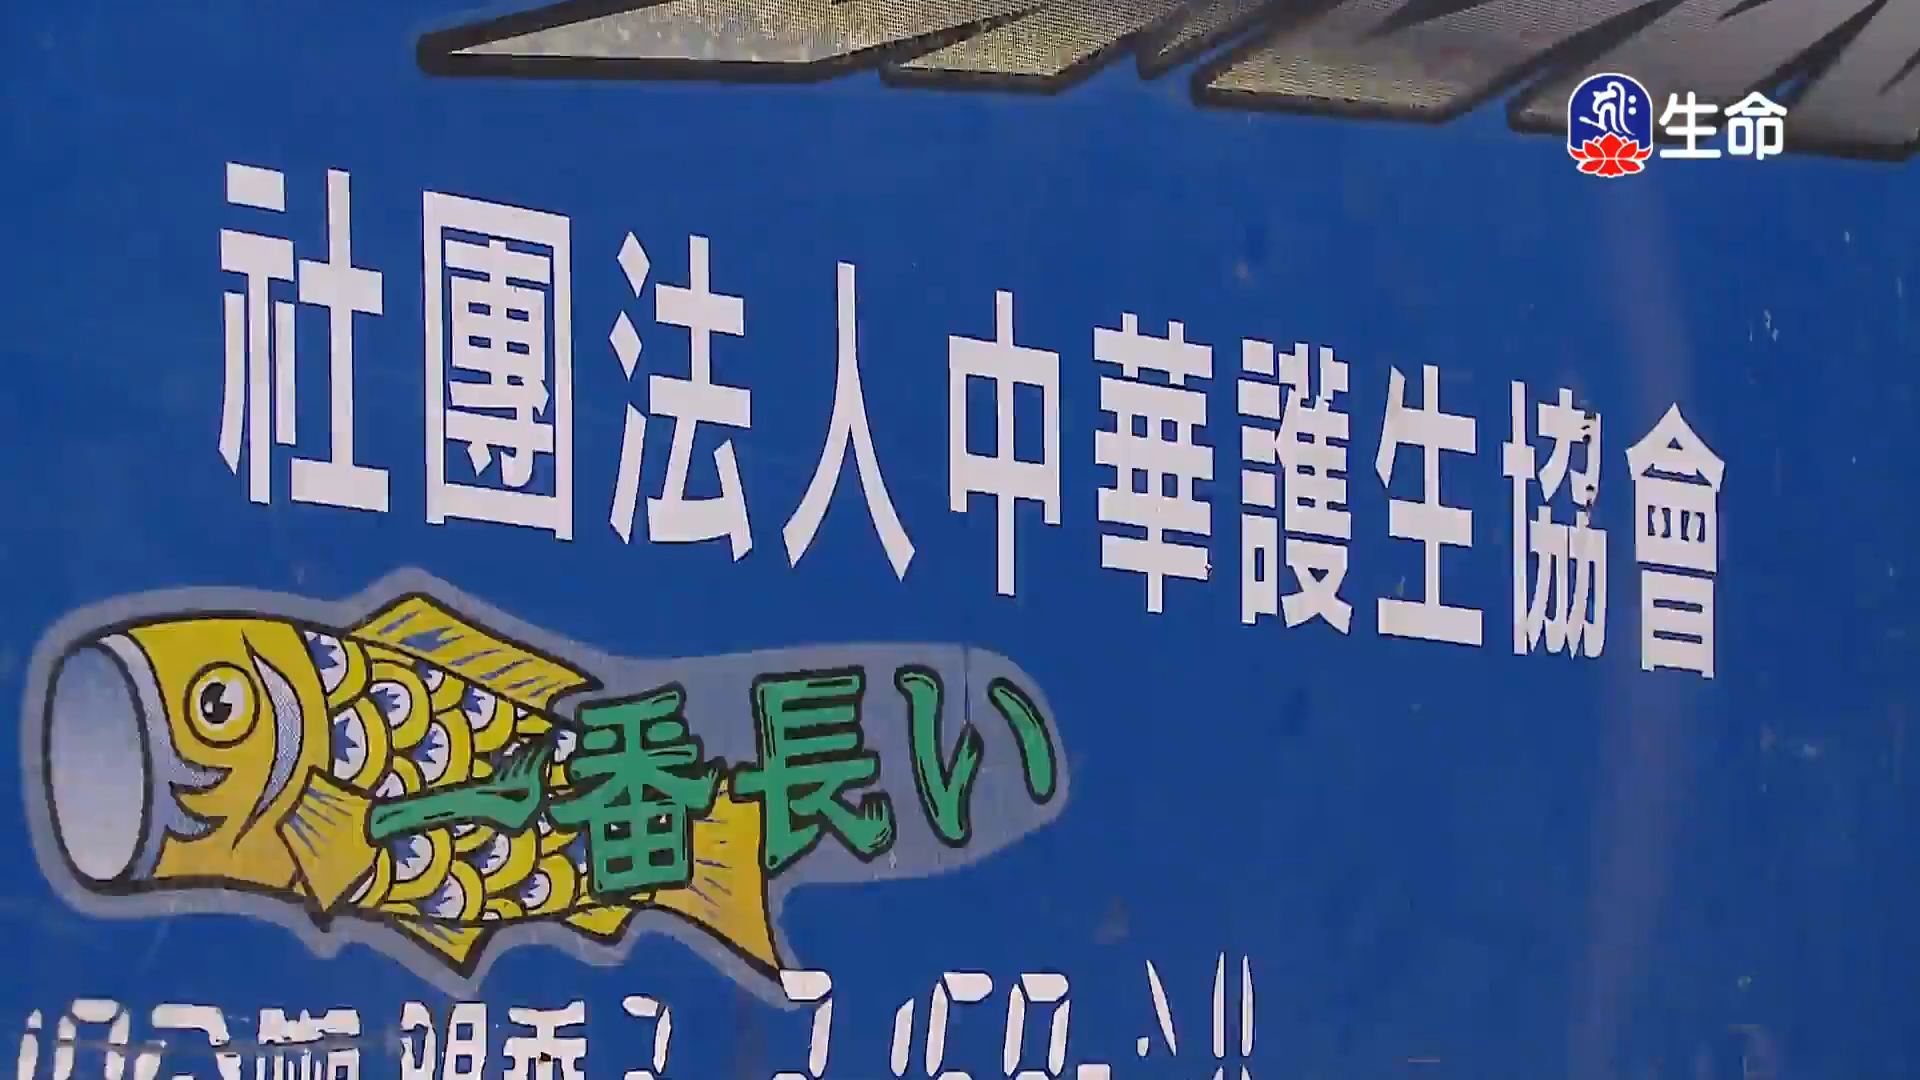 生命
社團法人中華護生協會
一番長い